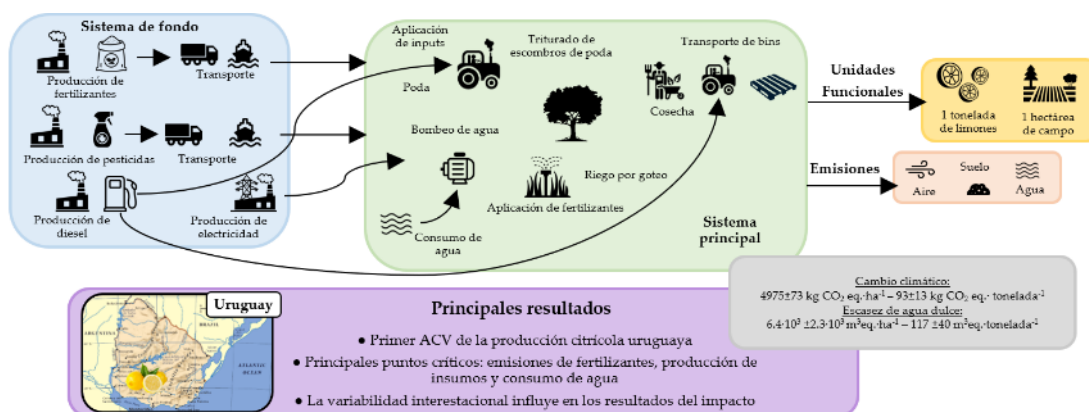 Sistema de fondo
Producción de
fertilizantes
Transporte
Producción de pesticidas
Transporte
Producción de
diesel
Producción de
electricidad
Aplicación
de inputs
Poda
Triturado de
escombros de poda
Transporte de bins
Cosecha
Bombeo de agua
Riego por goteo
Aplicación de fertilizantes
Consumo de
agua
Sistema
principal
Unidades
Funcionales
1 tonelada
de limones
1 hectárea
de campo
Emisiones
Aire
Suelo
Agua
Cambio climático:
4975±73 kg CO₂ eq.·ha⁻¹ – 93±13 kg CO₂ eq.· tonelada⁻¹
Escasez de agua dulce:
6.4·10³ ±2.3·10³ m³eq.·ha⁻¹ – 117 ±40 m³eq.·tonelada⁻¹
Uruguay
ARGENTINA
BRAZIL
ATLANTIC
OCEAN
Principales resultados
● Primer ACV de la producción citrícola uruguaya
● Principales puntos críticos: emisiones de fertilizantes, producción de
insumos y consumo de agua
● La variabilidad interestacional influye en los resultados del impacto